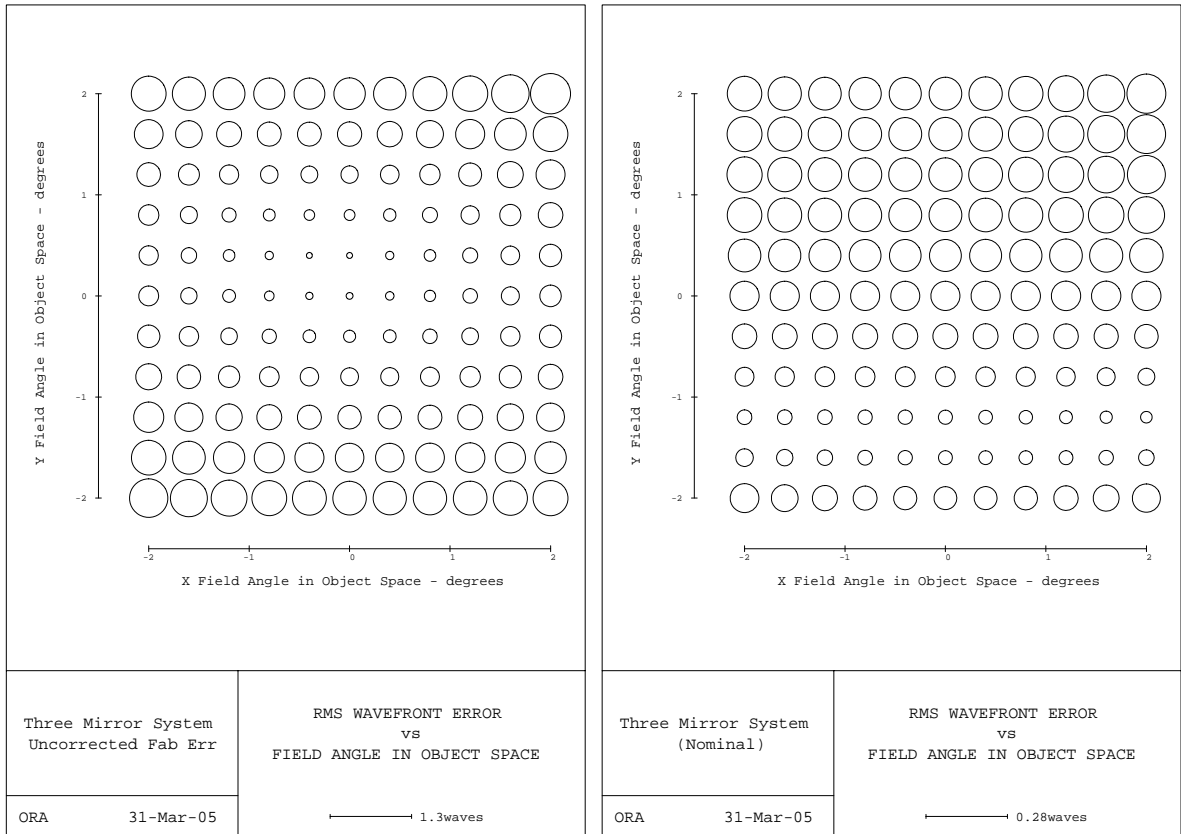 2
1
0
-1
-2
Y Field Angle in Object Space - degrees
-2 -1 0 1 2
X Field Angle in Object Space - degrees
Three Mirror System
Uncorrected Fab Err
ORA 31-Mar-05
RMS WAVEFRONT ERROR
vs
FIELD ANGLE IN OBJECT SPACE
1.3waves
2
1
0
-1
-2
Y Field Angle in Object Space - degrees
-2 -1 0 1 2
X Field Angle in Object Space - degrees
Three Mirror System
(Nominal)
ORA 31-Mar-05
RMS WAVEFRONT ERROR
vs
FIELD ANGLE IN OBJECT SPACE
0.28waves